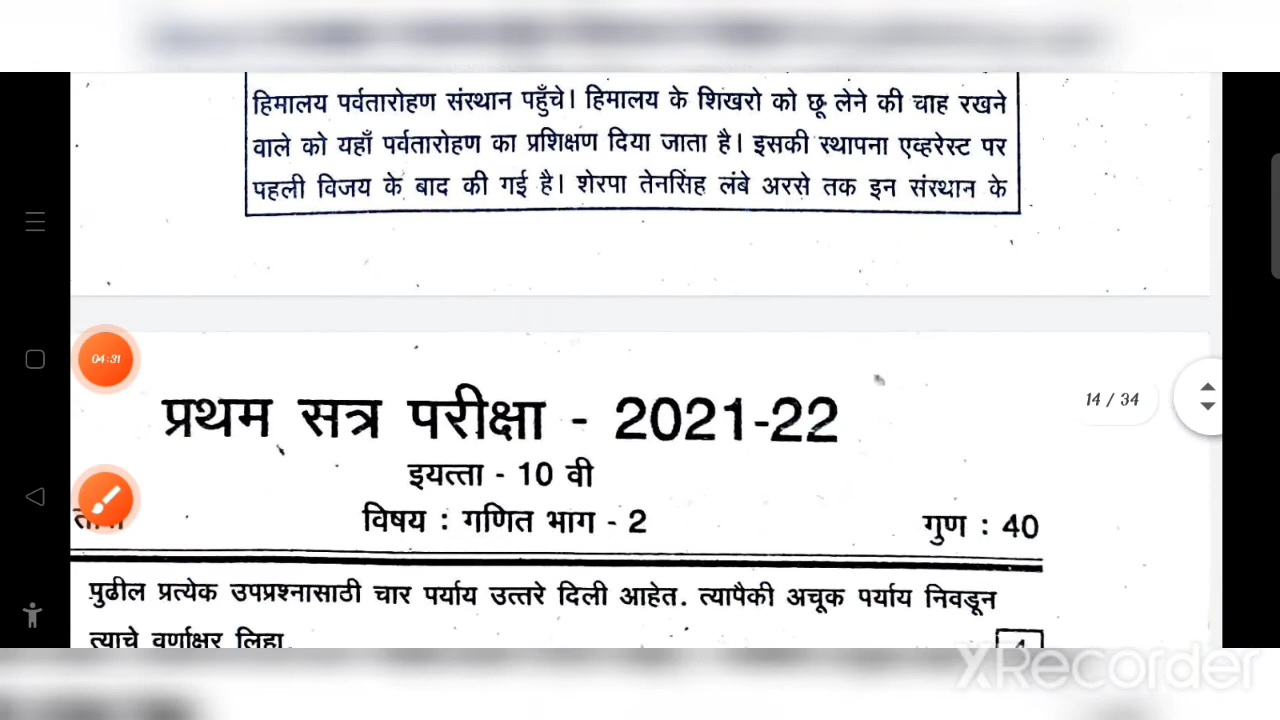 हिमालय पर्वतारोहण संस्थान पहुँचे। हिमालय के शिखरो को छू लेने की चाह रखने
वाले को यहाँ पर्वतारोहण का प्रशिक्षण दिया जाता है। इसकी स्थापना एव्हरेस्ट पर
पहली विजय के बाद की गई है। शेरपा तेनसिंह लंबे अरसे तक इन संस्थान के
04:31
14 / 34
प्रथम सत्र परीक्षा - 2021-22
इयत्ता - 10 वी
विषय : गणित भाग - 2
गुण : 40
पुढील प्रत्येक उपप्रश्नासाठी चार पर्याय उत्तरे दिली आहेत. त्यापैकी अचूक पर्याय निवडून
त्याचे वर्णाक्षर लिहा.
XRecorder